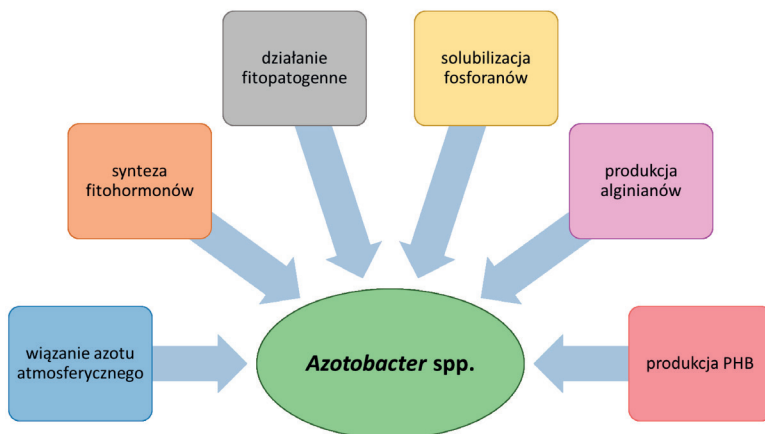 działanie
fitopatogenne
solubilizacja
fosforanów
synteza
fitohormonów
produkcja
alginianów
wiązanie azotu
atmosferycznego
Azotobacter spp.
produkcja PHB